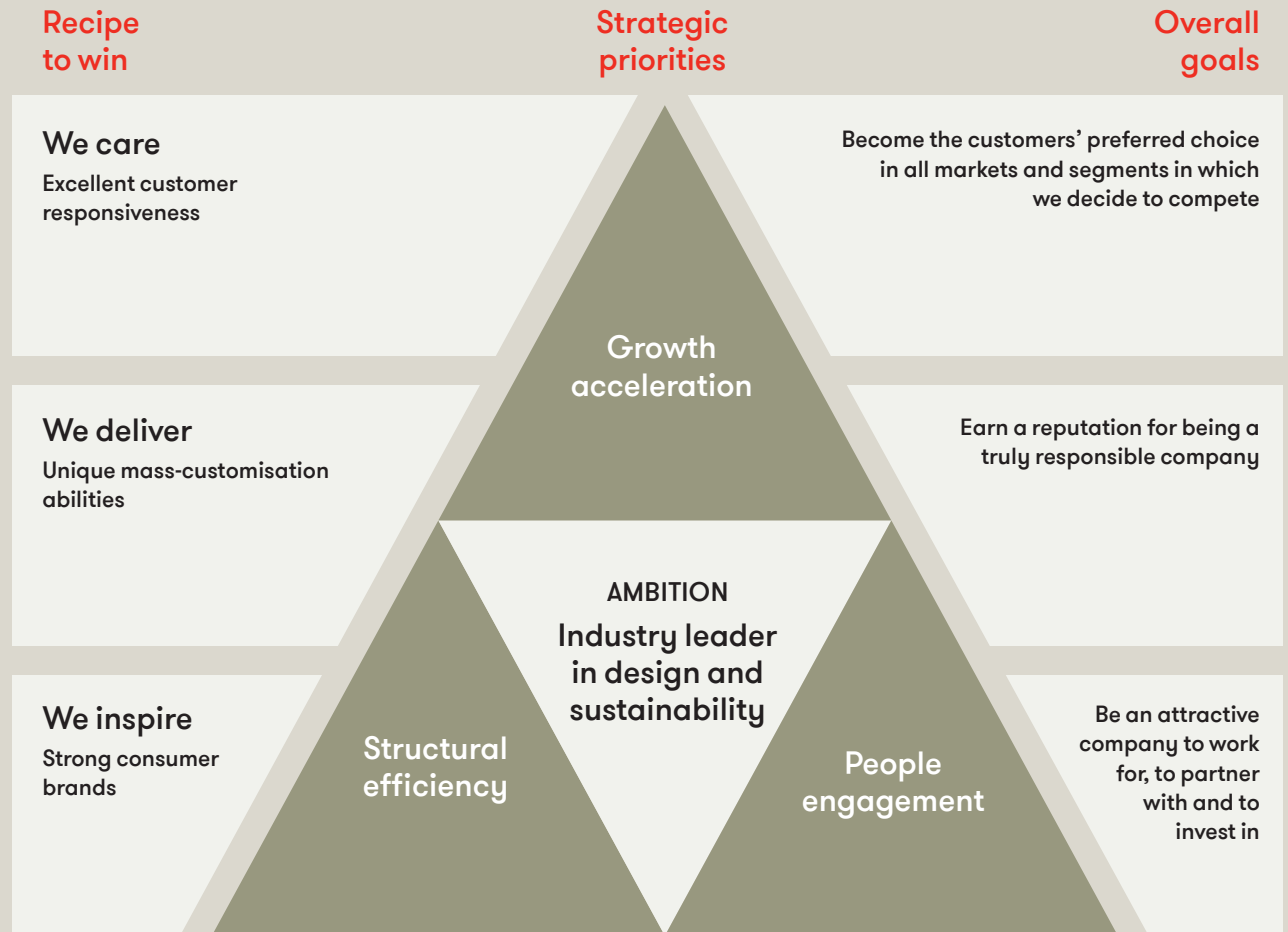 Recipe
to win
Strategic
priorities
Overall
goals
We care
Excellent customer
responsiveness
Become the customers’ preferred choice
in all markets and segments in which
we decide to compete
Growth
acceleration
We deliver
Unique mass-customisation
abilities
Earn a reputation for being a
truly responsible company
AMBITION
Industry leader
in design and
sustainability
We inspire
Strong consumer
brands
Structural
efficiency
People
engagement
Be an attractive
company to work
for, to partner
with and to
invest in